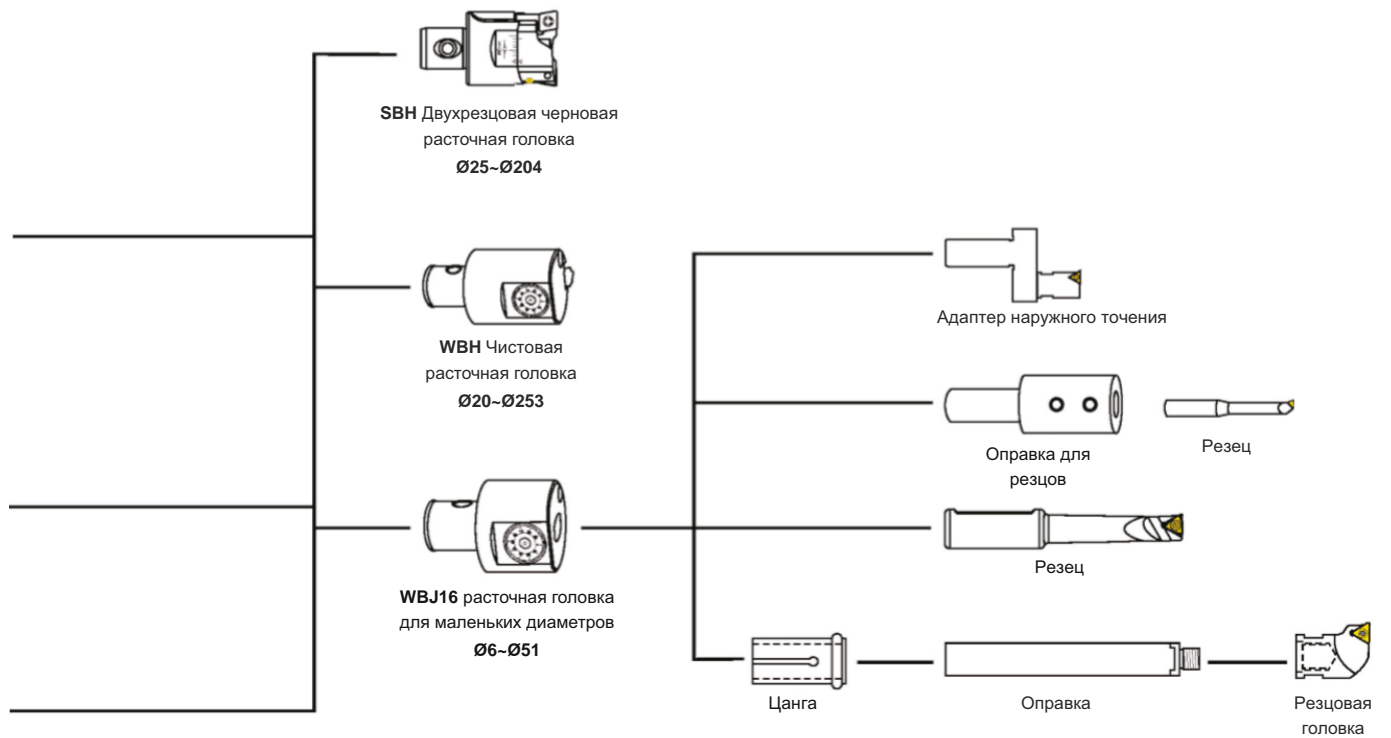 SBH Двухрезцовая черновая
расточная головка
Ø25~Ø204
WBH Чистовая
расточная головка
Ø20~Ø253
WBJ16 расточная головка
для маленьких диаметров
Ø6~Ø51
Адаптер наружного точения
Оправка для
резцов
Резец
Резец
Цанга
Оправка
Резцовая
головка